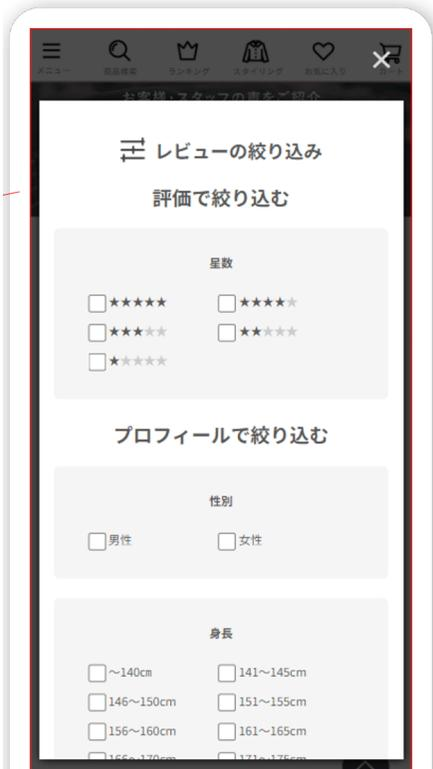 メニュー 商品検索 ランキング スタイリング お気に入り カート
お客様・スタッフの声をご紹介
レビューの絞り込み
評価で絞り込む
星数
★★★★★ ★★★★★
★★★★★ ★★★★★
★★★★★
プロフィールで絞り込む
性別
男性 女性
身長
〜140cm 141〜145cm
146〜150cm 151〜155cm
156〜160cm 161〜165cm
166〜170cm 171〜175cm